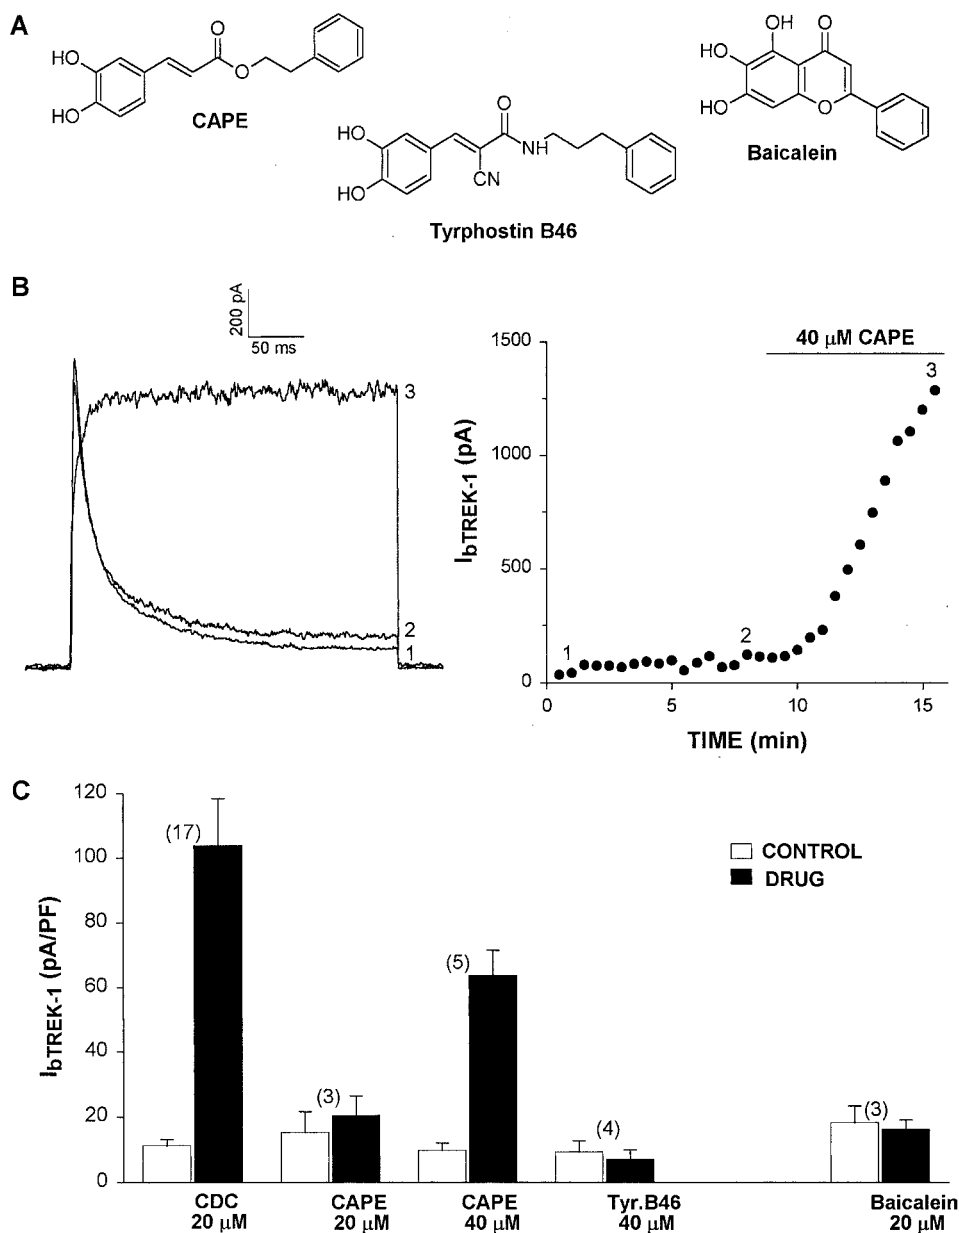 A
HO
HO
O
O
CAPE
HO
HO
O
NH
CN
Tyrphostin B46
OH
O
HO
HO
O
Baicalein
B
200 pA
50 ms
3
2
1
1500
1000
500
0
IbTREK-1 (pA)
40 μM CAPE
1
2
3
0 5 10 15
TIME (min)
C
120
100
80
60
40
20
0
IbTREK-1 (pA/PF)
(17)
(3)
(5)
(4)
(3)
CONTROL
DRUG
CDC CAPE CAPE Tyr.B46 Baicalein
20 μM 20 μM 40 μM 40 μM 20 μM